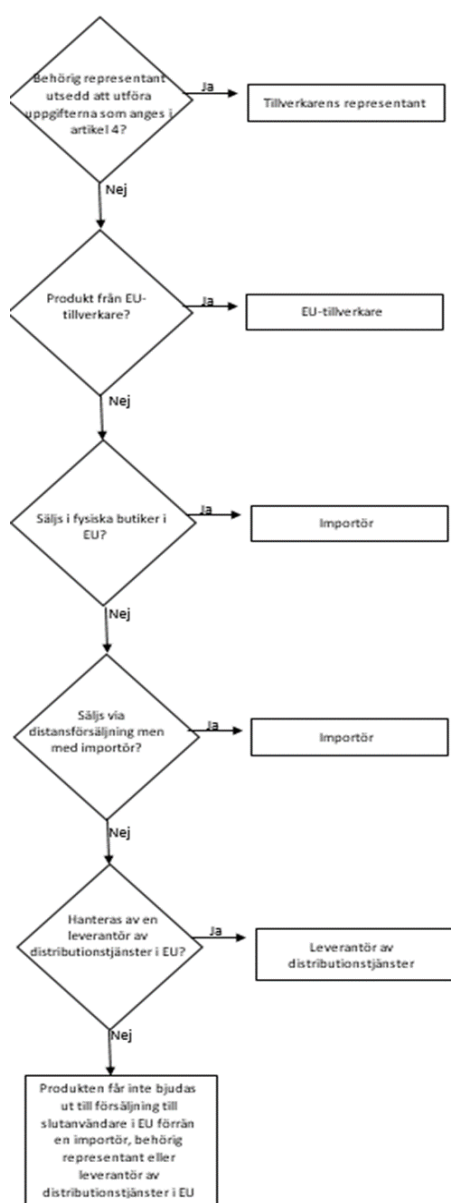 Behörig representant
utsedd att utföra
uppgifterna som anges i
artikel 4?
Ja
Tillverkarens representant
Nej
Produkt från EU-
tillverkare?
Ja
EU-tillverkare
Nej
Säljs i fysiska butiker i
EU?
Ja
Importör
Nej
Säljs via
distansförsäljning men
med importör?
Ja
Importör
Nej
Hanteras av en
leverantör av
distributionstjänster i EU?
Ja
Leverantör av
distributionstjänster
Nej
Produkten får inte bjudas
ut till försäljning till
slutanvändare i EU förrän
en importör, behörig
representant eller
leverantör av
distributionstjänster i EU